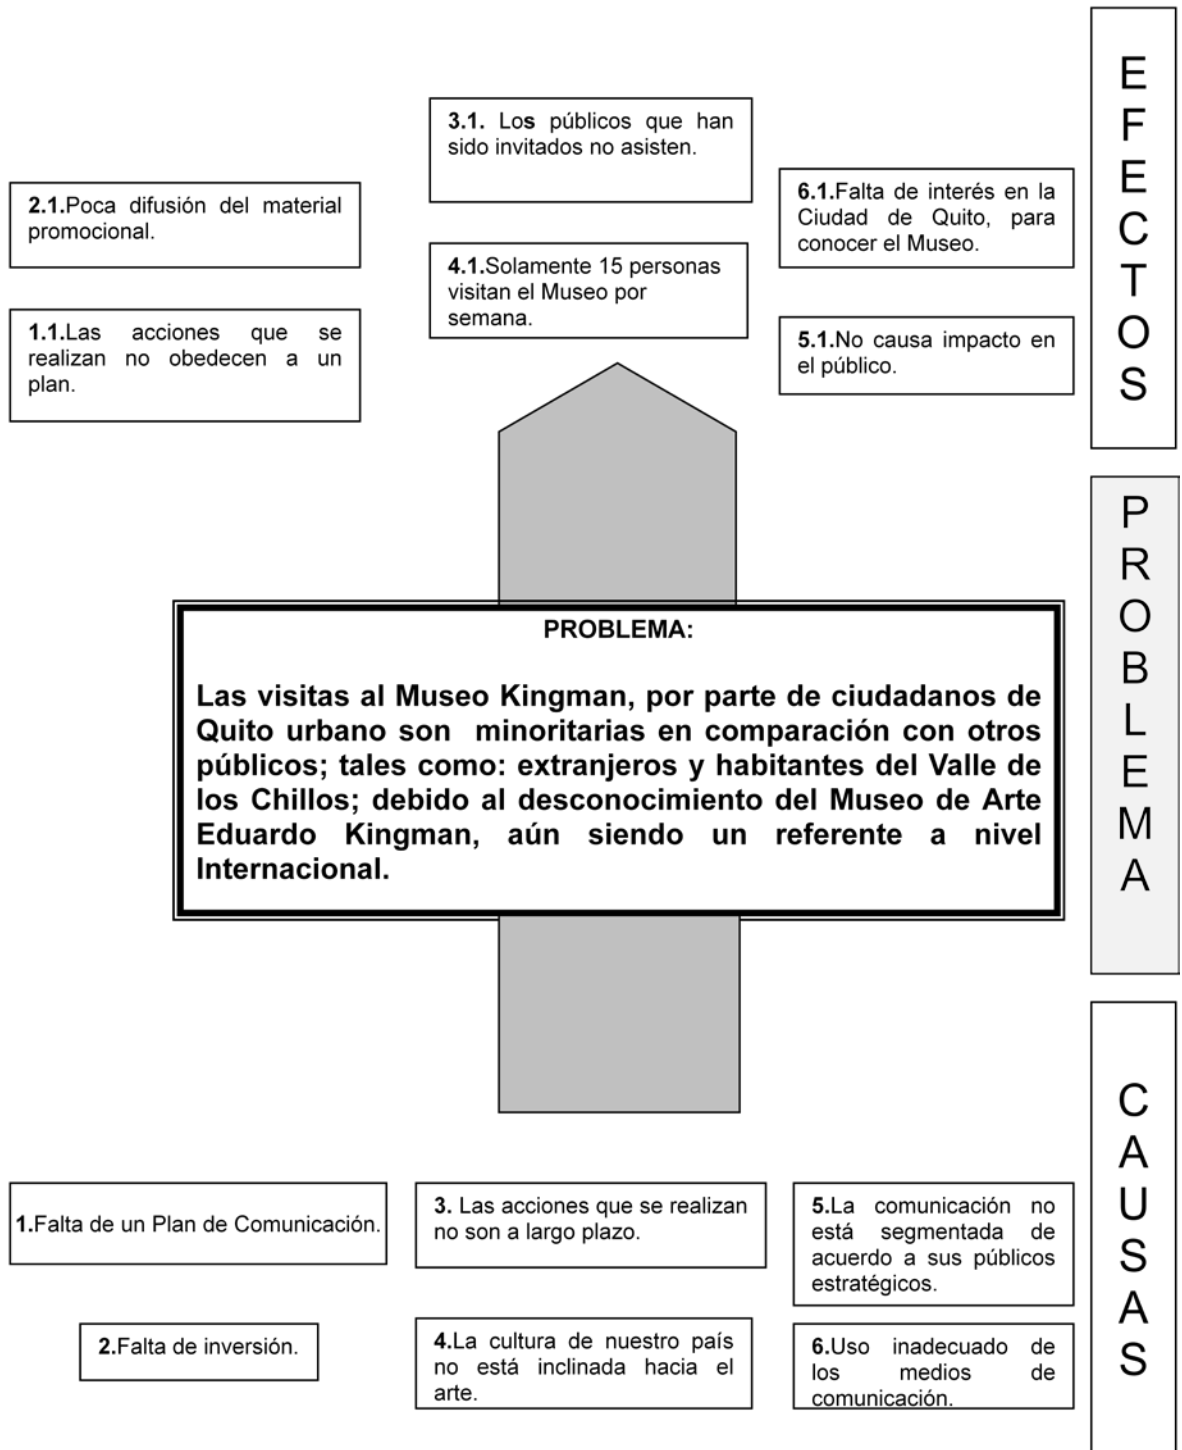 EFECTOS
3.1. Los públicos que han
sido invitados no asisten.
2.1.Poca difusión del material
promocional.
6.1.Falta de interés en la
Ciudad de Quito, para
conocer el Museo.
4.1.Solamente 15 personas
visitan el Museo por
semana.
1.1.Las acciones que se
realizan no obedecen a un
plan.
5.1.No causa impacto en
el público.
PROBLEMA
PROBLEMA:
Las visitas al Museo Kingman, por parte de ciudadanos de
Quito urbano son minoritarias en comparación con otros
públicos; tales como: extranjeros y habitantes del Valle de
los Chillos; debido al desconocimiento del Museo de Arte
Eduardo Kingman, aún siendo un referente a nivel
Internacional.
CAUSAS
1.Falta de un Plan de Comunicación.
3. Las acciones que se realizan
no son a largo plazo.
5.La comunicación no
está segmentada de
acuerdo a sus públicos
estratégicos.
2.Falta de inversión.
4.La cultura de nuestro país
no está inclinada hacia el
arte.
6.Uso inadecuado de
los medios de
comunicación.